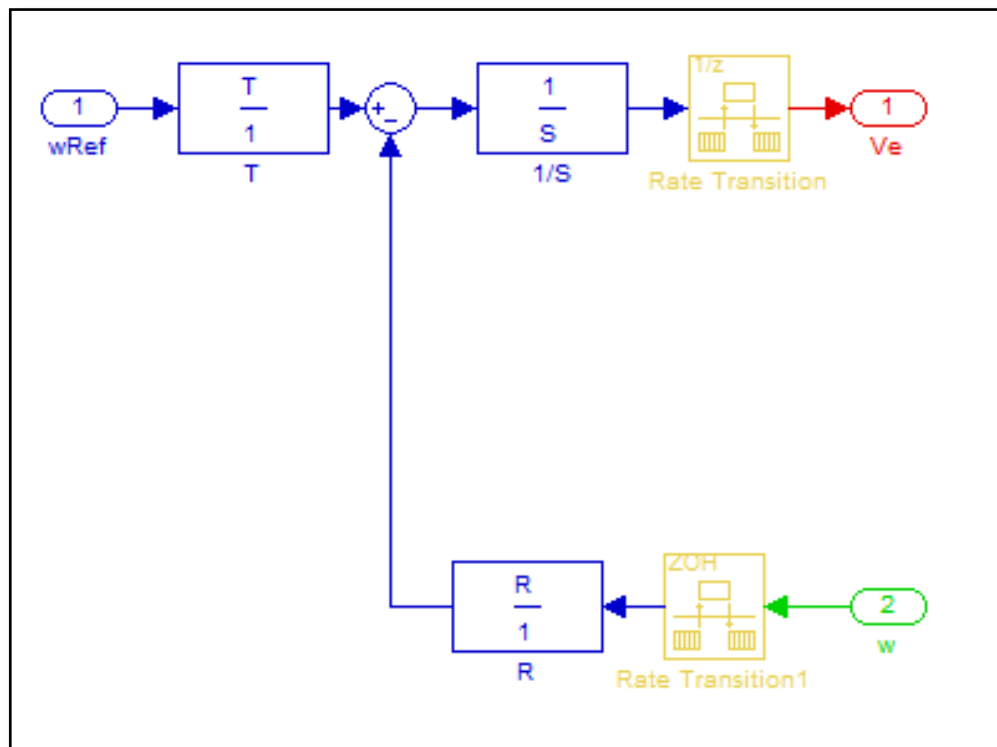 1
wRef
T
1
T
+
-
1
S
1/S
1/z
Rate Transition
1
Ve
R
1
R
ZOH
Rate Transition1
2
w